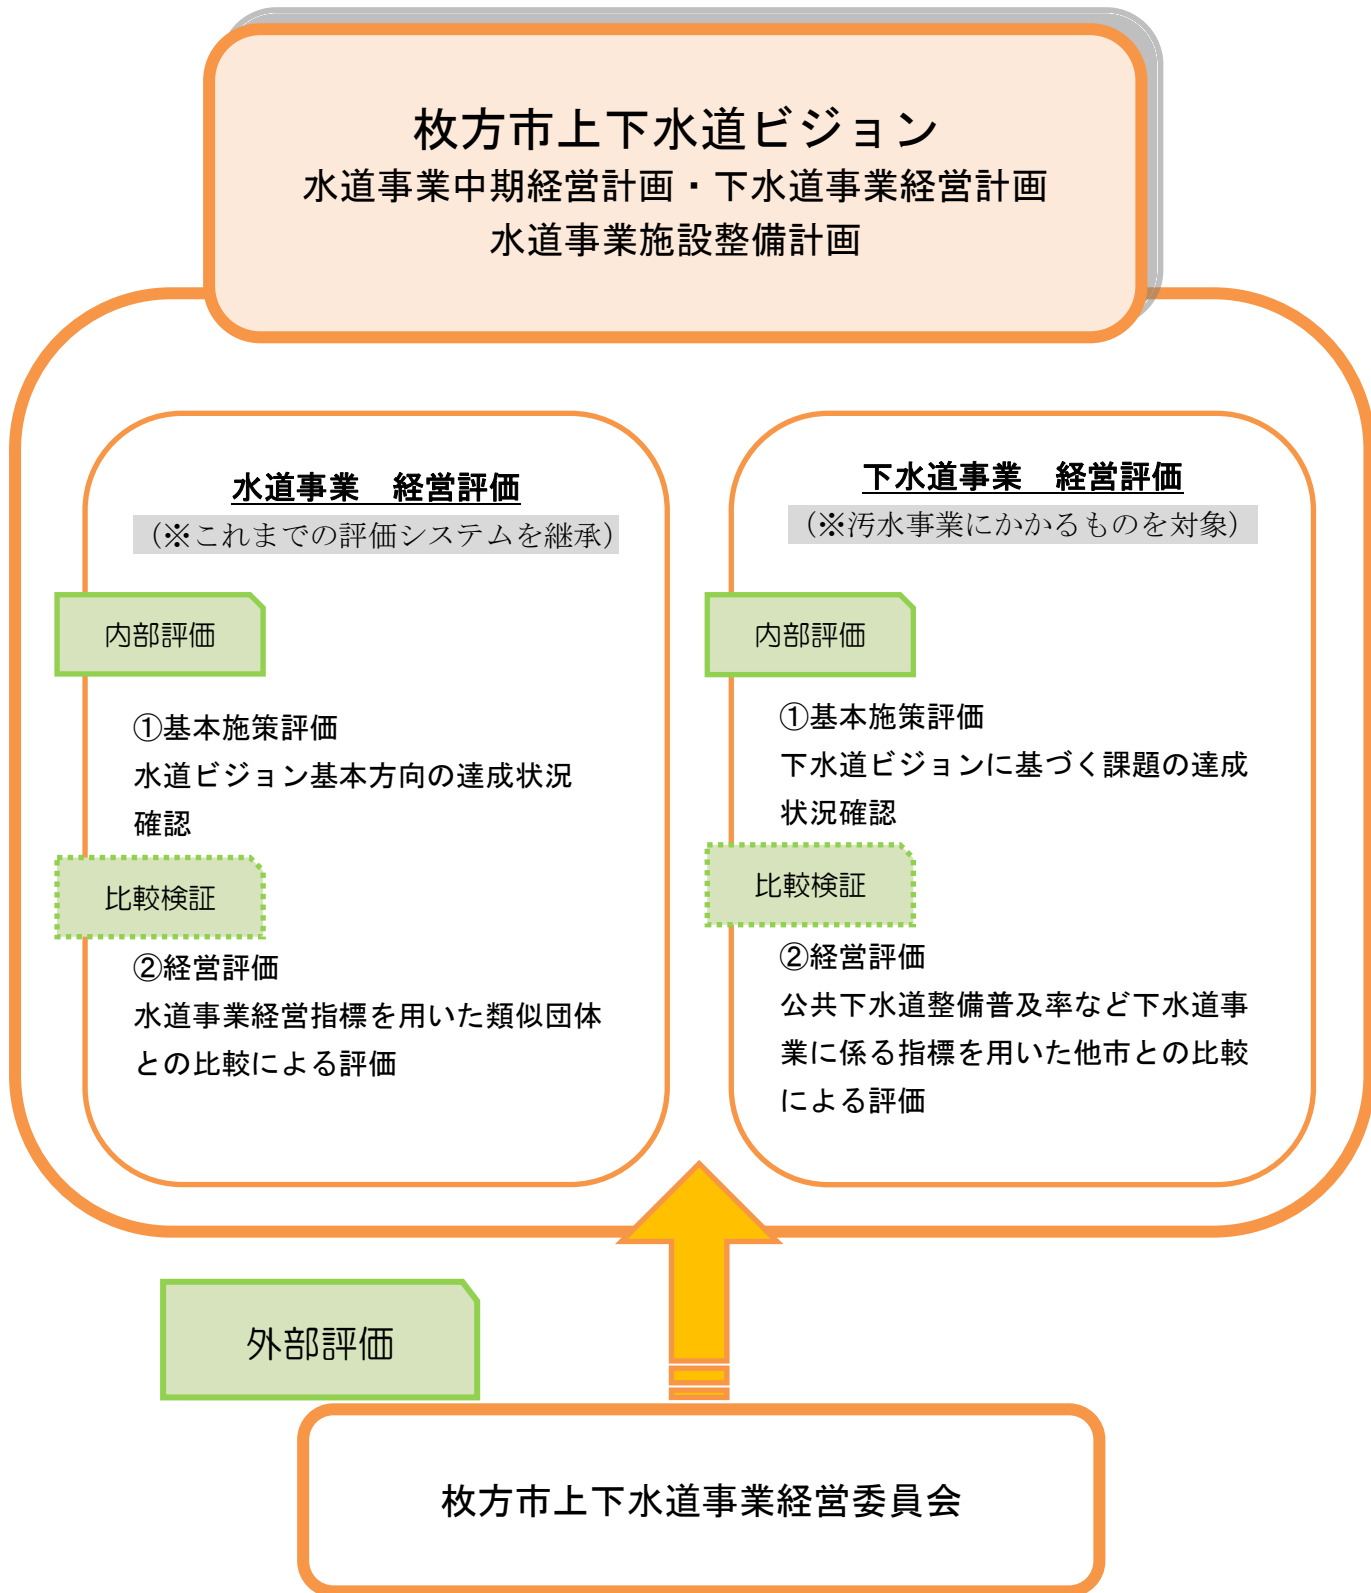 枚方市上下水道ビジョン
水道事業中期経営計画・下水道事業経営計画
水道事業施設整備計画
水道事業　経営評価
（※これまでの評価システムを継承）
内部評価
①基本施策評価
水道ビジョン基本方向の達成状況
確認
比較検証
②経営評価
水道事業経営指標を用いた類似団体
との比較による評価
下水道事業　経営評価
（※汚水事業にかかるものを対象）
内部評価
①基本施策評価
下水道ビジョンに基づく課題の達成
状況確認
比較検証
②経営評価
公共下水道整備普及率など下水道事
業に係る指標を用いた他市との比較
による評価
外部評価
枚方市上下水道事業経営委員会